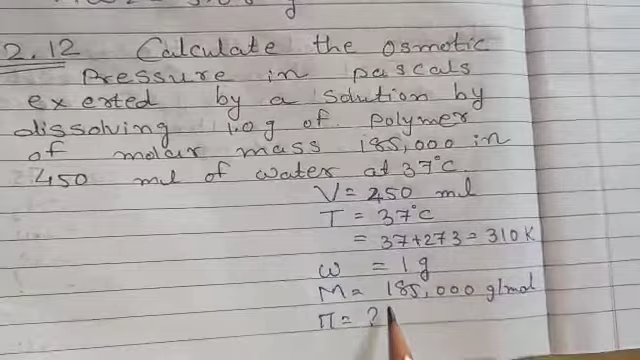 2.12 Calculate the osmotic
Pressure in pascals
exerted by a solution by
dissolving 1.0 g of polymer
of molar mass 185,000 in
450 ml of water at 37°C.
V = 450 ml
T = 37°C
= 37+273 = 310 K
w = 1 g
M = 185,000 g/mol
π = ?